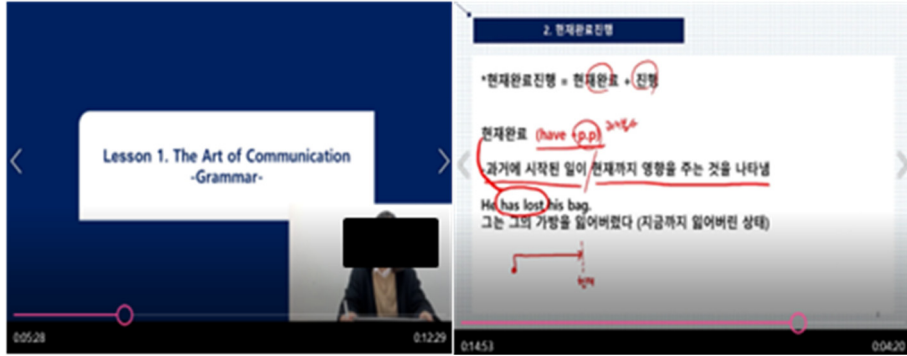 Lesson 1. The Art of Communication
-Grammar-
0:05:28
0:12:29
2. 현재완료진행
*현재완료진행 = 현재완료 + 진행
현재완료 (have +p.p)
-과거에 시작된 일이 현재까지 영향을 주는 것을 나타냄
He has lost his bag.
그는 그의 가방을 잃어버렸다 (지금까지 잃어버린 상태)
현재
0:14:53
0:04:20